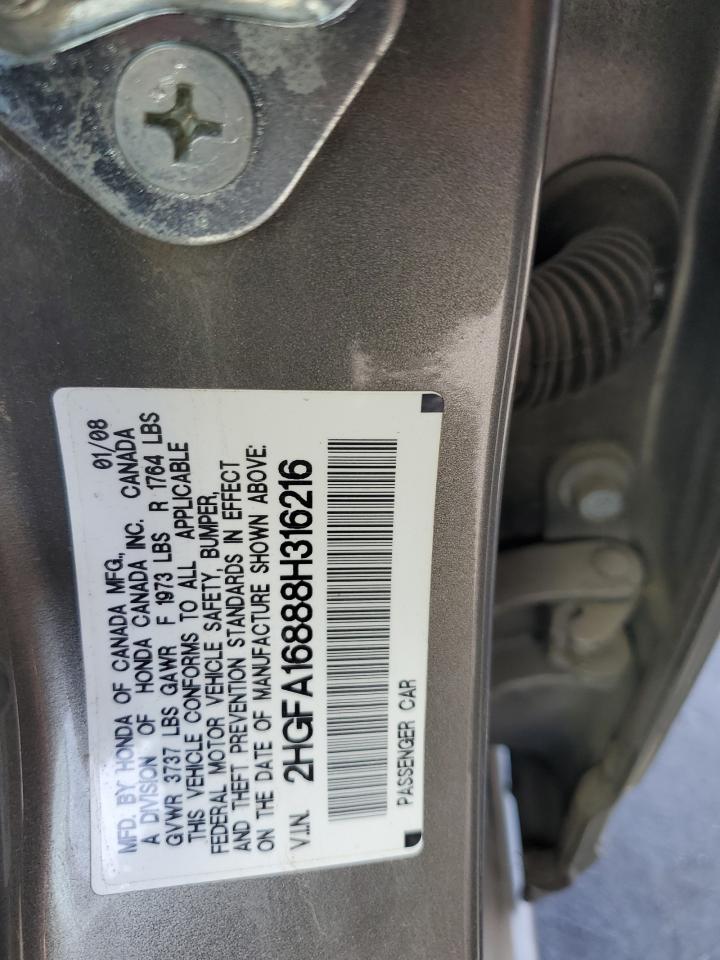 MFD. BY HONDA OF CANADA MFG., 01/08
A DIVISION OF HONDA CANADA INC. CANADA
GVWR 3737 LBS GAWR F 1973 LBS R 1764 LBS
THIS VEHICLE CONFORMS TO ALL APPLICABLE
FEDERAL MOTOR VEHICLE SAFETY, BUMPER,
AND THEFT PREVENTION STANDARDS IN EFFECT
ON THE DATE OF MANUFACTURE SHOWN ABOVE.
V.I.N. 2HGFA16888H316216
PASSENGER CAR